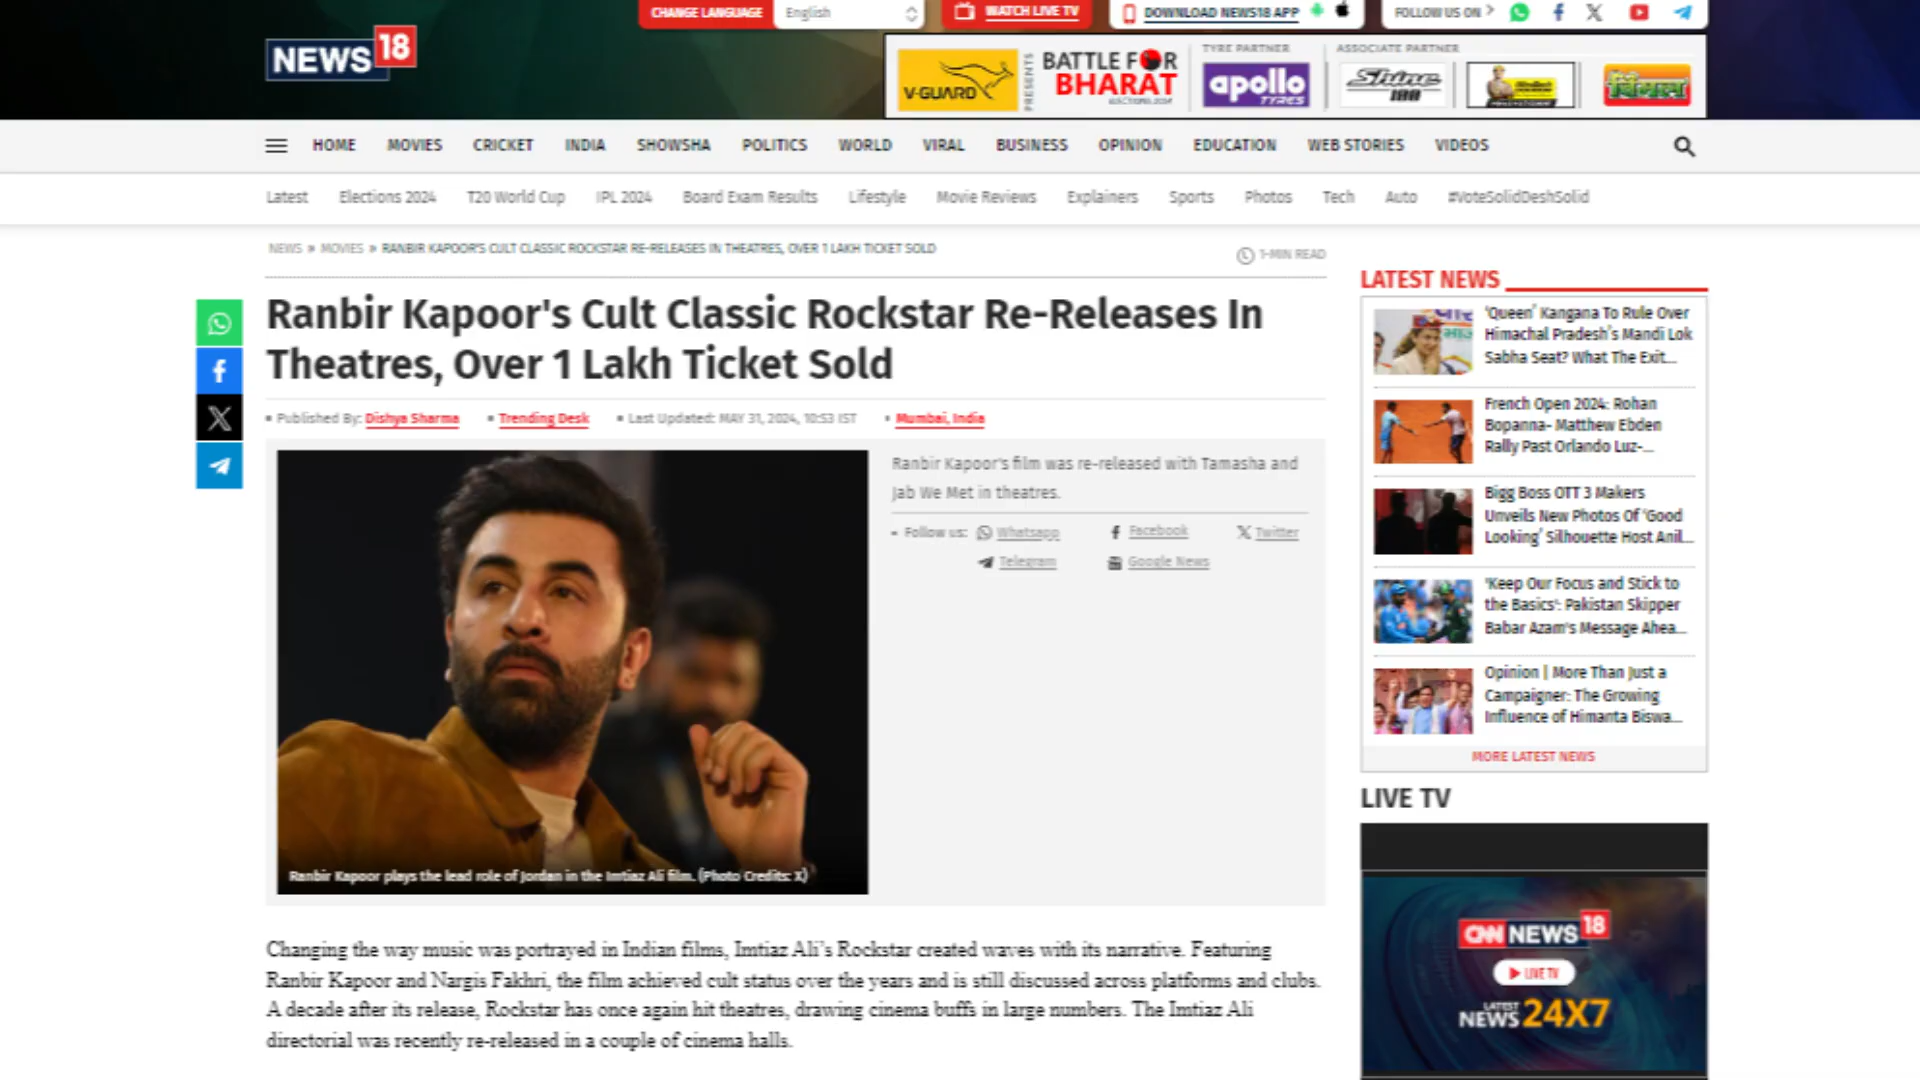 CHANGE LANGUAGE
English
WATCH LIVE TV
DOWNLOAD NEWS18 APP
FOLLOW US ON
NEWS 18
V-GUARD
PRESENTS
BATTLE FOR
BHARAT
ELECTIONS 2024
TYRE PARTNER
apollo
TYRES
ASSOCIATE PARTNER
Shine
100
HOME MOVIES CRICKET INDIA SHOWSHA POLITICS WORLD VIRAL BUSINESS OPINION EDUCATION WEB STORIES VIDEOS
Latest Elections 2024 T20 World Cup IPL 2024 Board Exam Results Lifestyle Movie Reviews Explainers Sports Photos Tech Auto #VoteSolidDeshSolid
NEWS » MOVIES » RANBIR KAPOOR'S CULT CLASSIC ROCKSTAR RE-RELEASES IN THEATRES, OVER 1 LAKH TICKET SOLD
1-MIN READ
Ranbir Kapoor's Cult Classic Rockstar Re-Releases In
Theatres, Over 1 Lakh Ticket Sold
Published By: Dishya Sharma
Trending Desk
Last Updated: MAY 31, 2024, 10:53 IST
Mumbai, India
Ranbir Kapoor plays the lead role of Jordan in the Imtiaz Ali film. (Photo Credits: X)
Ranbir Kapoor's film was re-released with Tamasha and
Jab We Met in theatres.
Follow us: Whatsapp Facebook Twitter
Telegram Google News
Changing the way music was portrayed in Indian films, Imtiaz Ali's Rockstar created waves with its narrative. Featuring
Ranbir Kapoor and Nargis Fakhri, the film achieved cult status over the years and is still discussed across platforms and clubs.
A decade after its release, Rockstar has once again hit theatres, drawing cinema buffs in large numbers. The Imtiaz Ali
directorial was recently re-released in a couple of cinema halls.
LATEST NEWS
'Queen' Kangana To Rule Over
Himachal Pradesh's Mandi Lok
Sabha Seat? What The Exit...
French Open 2024: Rohan
Bopanna- Matthew Ebden
Rally Past Orlando Luz-...
Bigg Boss OTT 3 Makers
Unveils New Photos Of 'Good
Looking' Silhouette Host Anil...
'Keep Our Focus and Stick to
the Basics': Pakistan Skipper
Babar Azam's Message Ahea...
Opinion | More Than Just a
Campaigner: The Growing
Influence of Himanta Biswa...
MORE LATEST NEWS
LIVE TV
CNN NEWS 18
LIVE TV
LATEST
NEWS 24X7